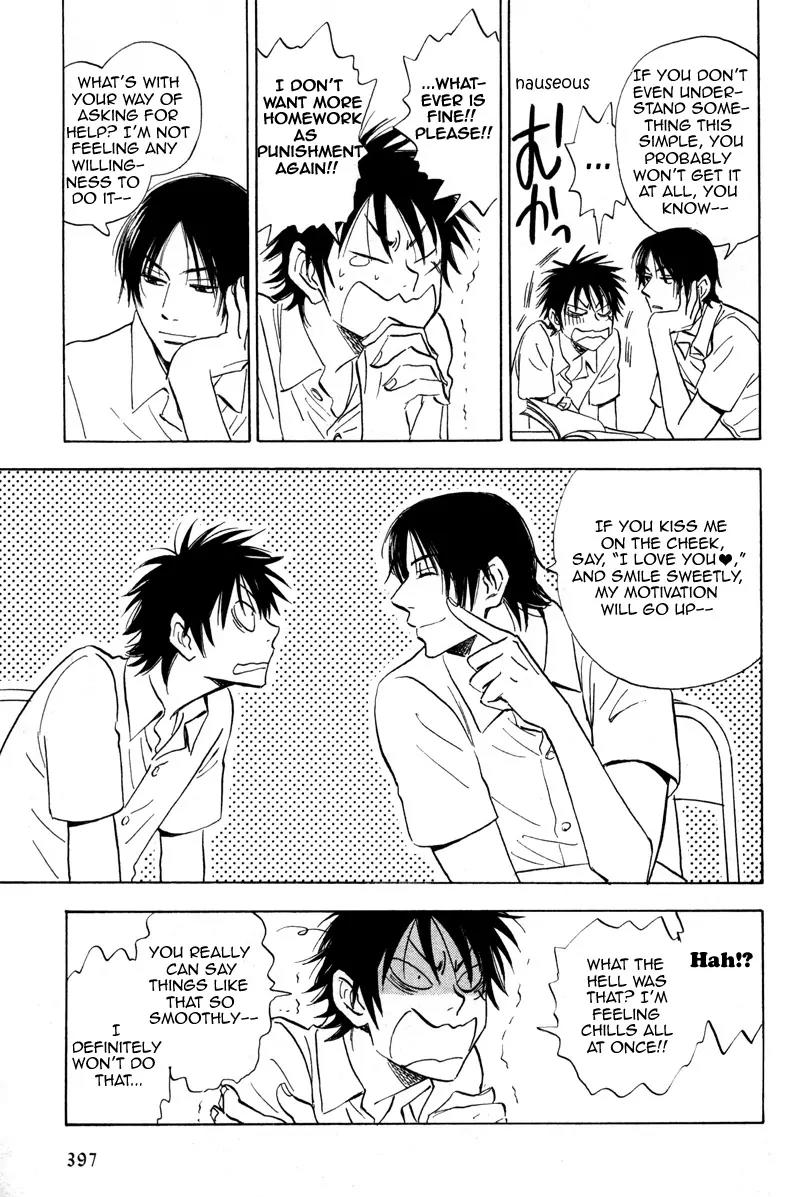 IF YOU DON'T
EVEN UNDER-
STAND SOME-
THING THIS
SIMPLE, YOU
PROBABLY
WON'T GET IT
AT ALL, YOU
KNOW--
...
nauseous
むかっ
...WHAT-
EVER IS
FINE!!
PLEASE!!
I DON'T
WANT MORE
HOMEWORK
AS
PUNISHMENT
AGAIN!!
WHAT'S WITH
YOUR WAY OF
ASKING FOR
HELP? I'M NOT
FEELING ANY
WILLING-
NESS TO
DO IT--
IF YOU KISS ME
ON THE CHEEK,
SAY, "I LOVE YOU♥,"
AND SMILE SWEETLY,
MY MOTIVATION
WILL GO UP--
Hah!?
WHAT THE
HELL WAS
THAT? I'M
FEELING
CHILLS ALL
AT ONCE!!
YOU REALLY
CAN SAY
THINGS LIKE
THAT SO
SMOOTHLY--
I
DEFINITELY
WON'T DO
THAT...
397